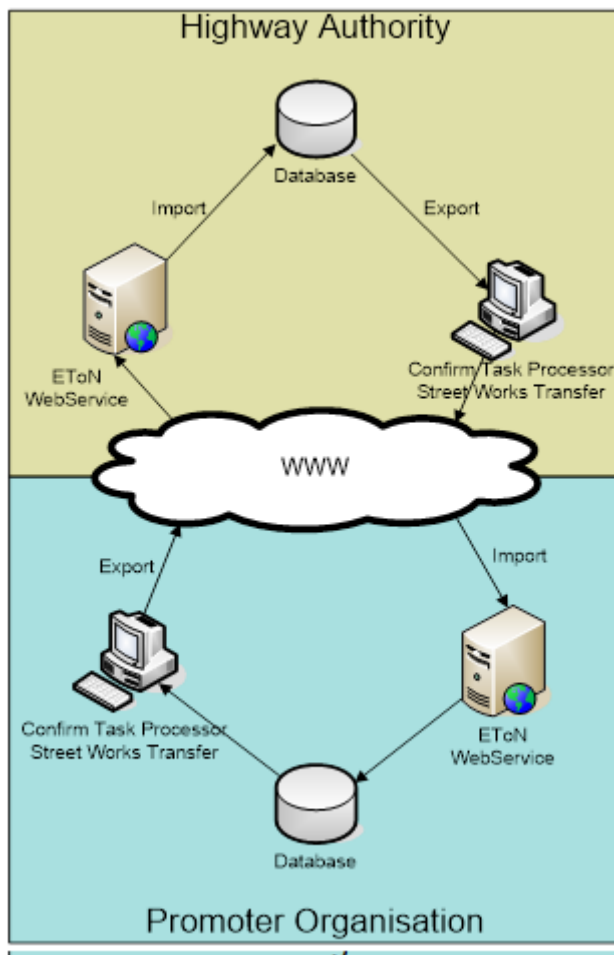 Highway Authority
Database
Import
Export
EToN
WebService
Confirm Task Processor
Street Works Transfer
WWW
Export
Import
Confirm Task Processor
Street Works Transfer
EToN
WebService
Database
Promoter Organisation